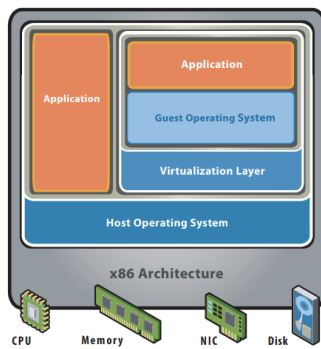 Application
Application
Guest Operating System
Virtualization Layer
Host Operating System
x86 Architecture
CPU
Memory
NIC
Disk